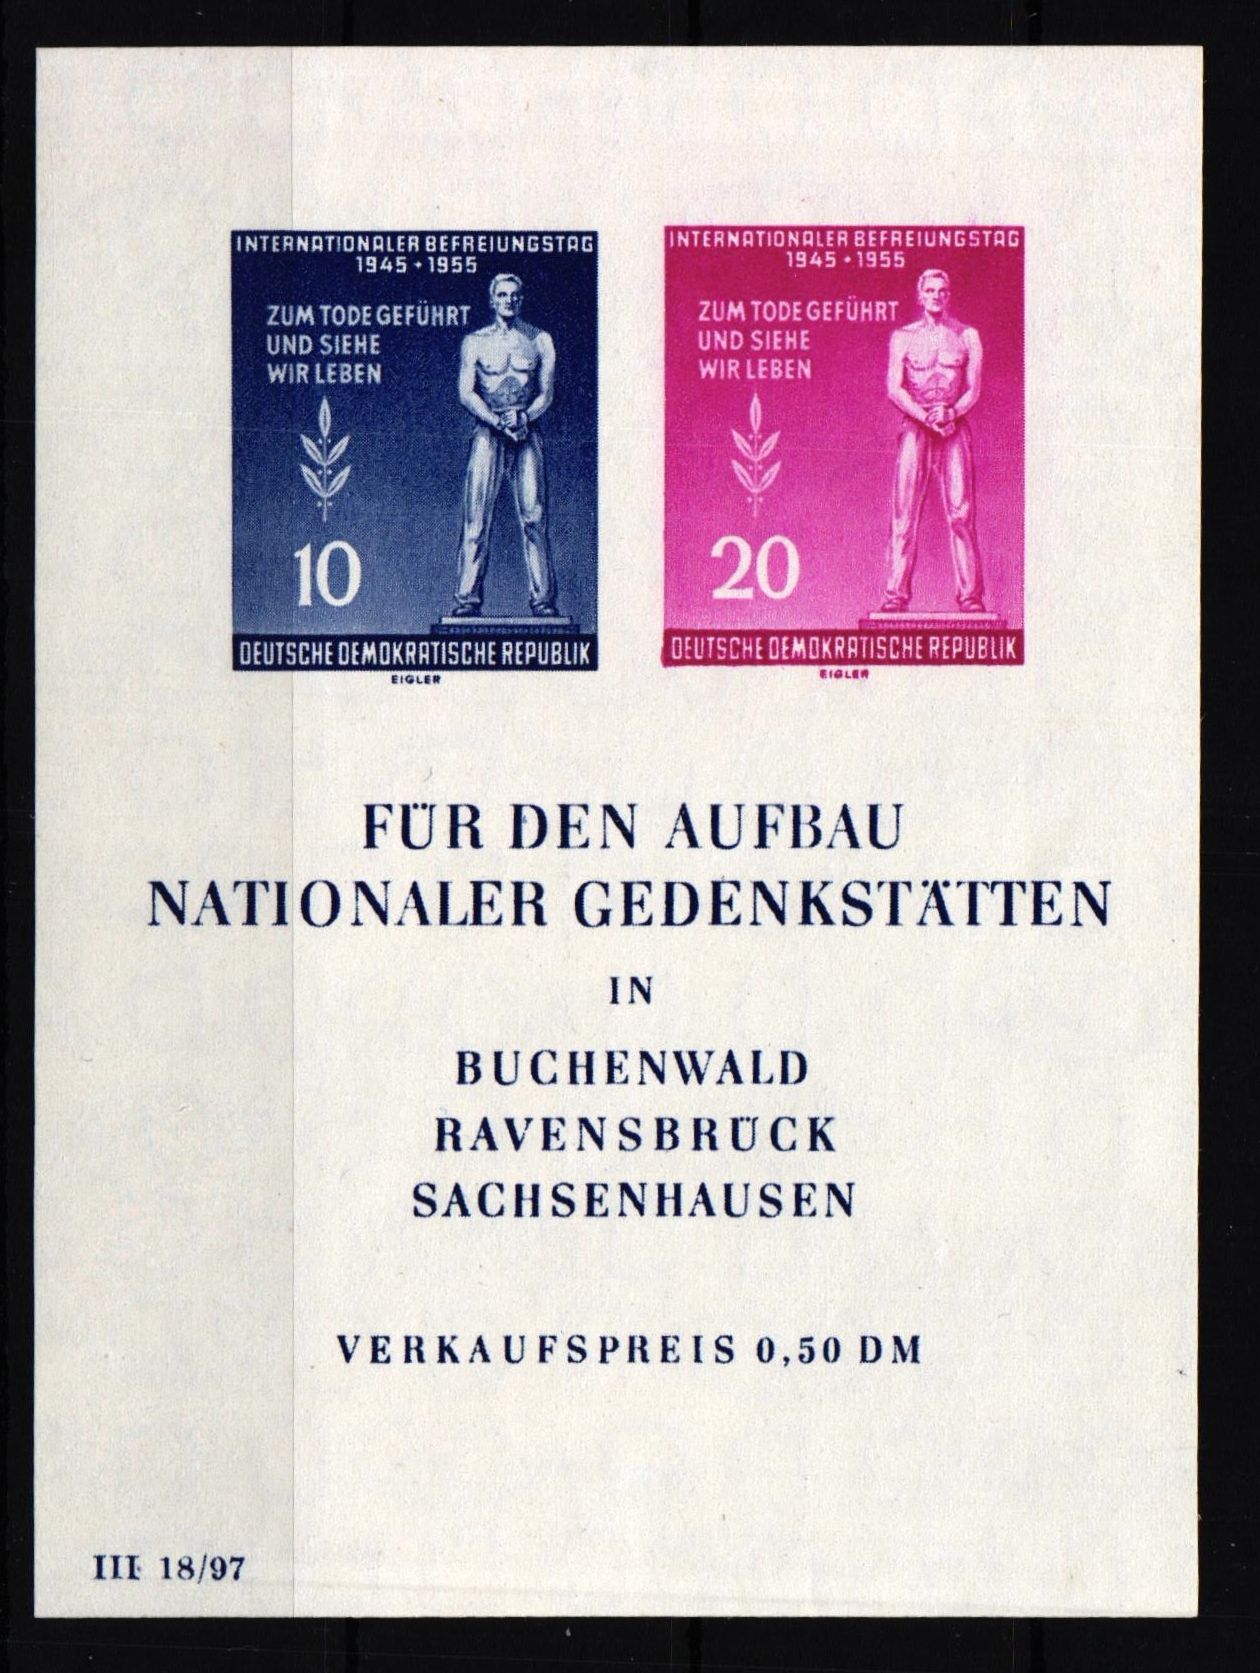 INTERNATIONALER BEFREIUNGSTAG
1945 • 1955
ZUM TODE GEFÜHRT
UND SIEHE
WIR LEBEN
10
DEUTSCHE DEMOKRATISCHE REPUBLIK
EIGLER
INTERNATIONALER BEFREIUNGSTAG
1945 • 1955
ZUM TODE GEFÜHRT
UND SIEHE
WIR LEBEN
20
DEUTSCHE DEMOKRATISCHE REPUBLIK
EIGLER
FÜR DEN AUFBAU
NATIONALER GEDENKSTÄTTEN
IN
BUCHENWALD
RAVENSBRÜCK
SACHSENHAUSEN
VERKAUFSPREIS 0,50 DM
III 18/97